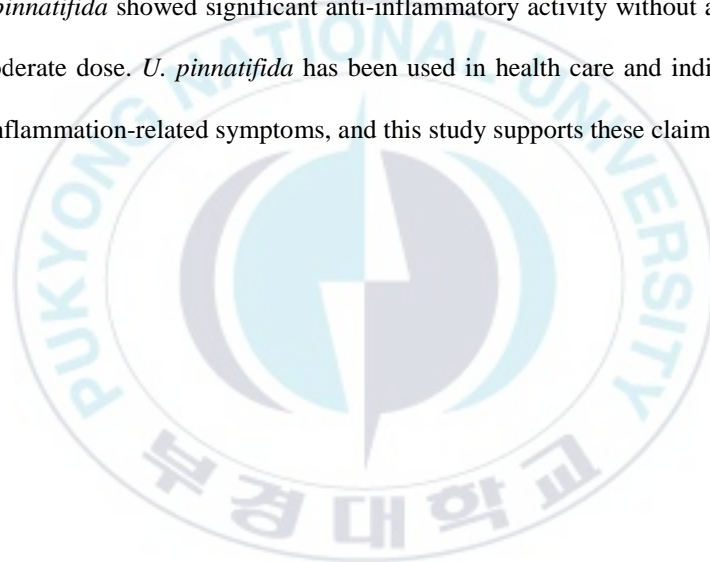 pinnatifida showed significant anti-inflammatory activity without a
oderate dose. U. pinnatifida has been used in health care and indi
nflammation-related symptoms, and this study supports these claim
PUKYONG NATIONAL UNIVERSITY
부경대학교